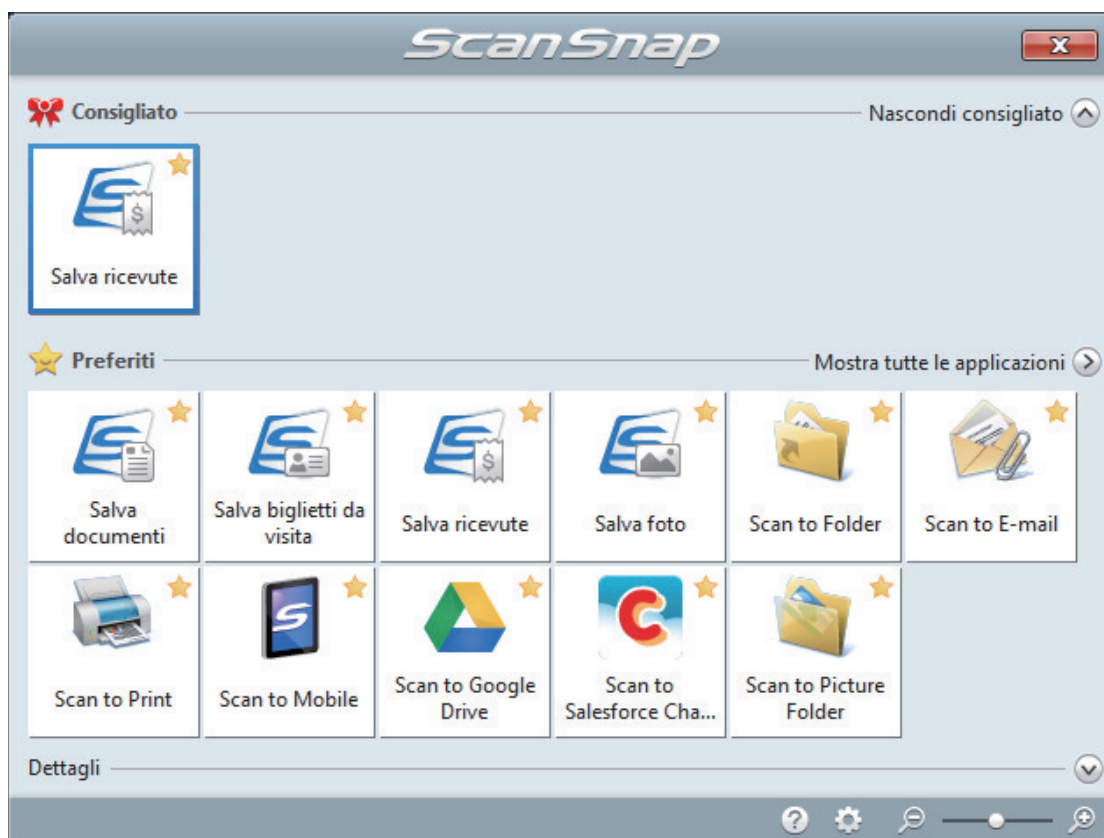 ScanSnap
Consigliato
Nascondi consigliato
Salva ricevute
Preferiti
Mostra tutte le applicazioni
Salva
documenti
Salva biglietti da
visita
Salva ricevute
Salva foto
Scan to Folder
Scan to E-mail
Scan to Print
Scan to Mobile
Scan to Google
Drive
Scan to
Salesforce Cha...
Scan to Picture
Folder
Dettagli